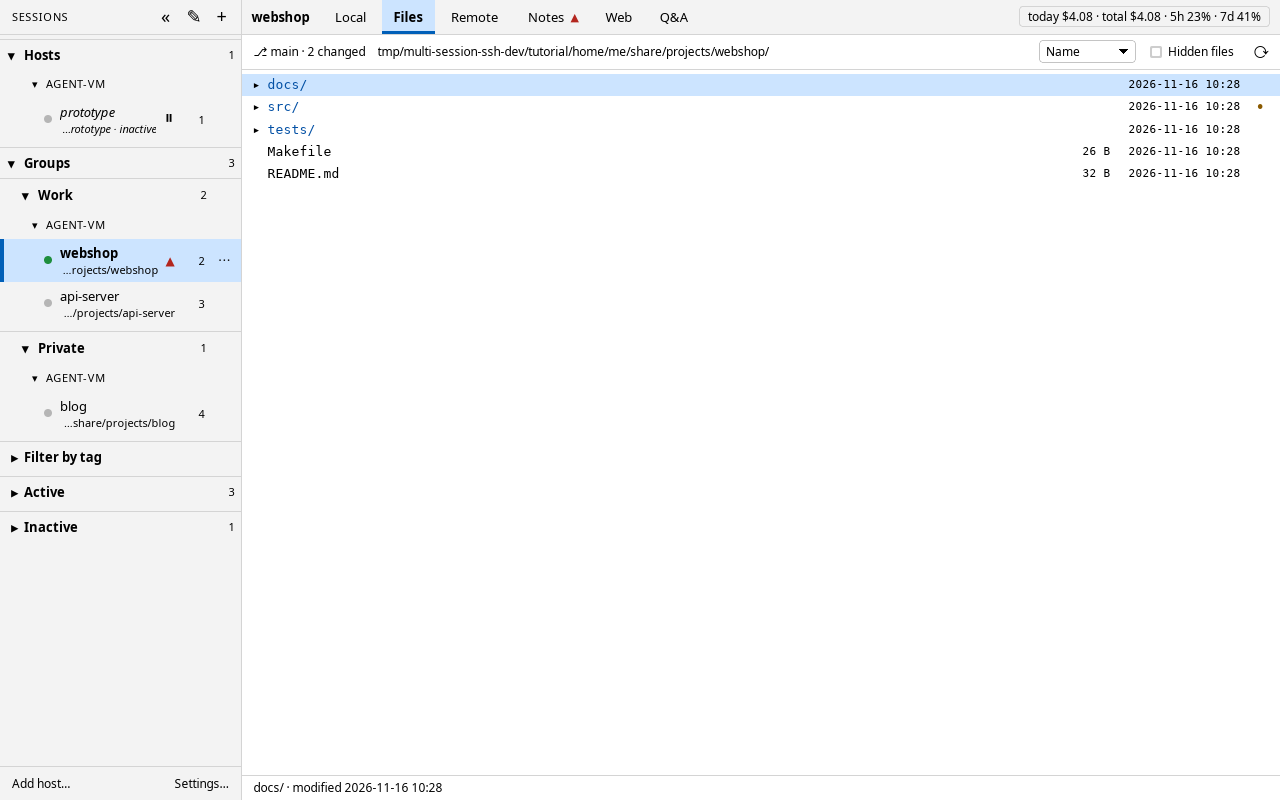 SESSIONS « ✎ +
▼ Hosts 1
▼ AGENT-VM
prototype ⏸ 1
…rototype · inactive
▼ Groups 3
▼ Work 2
▼ AGENT-VM
webshop ▲ 2 ⋯
…rojects/webshop
api-server 3
…/projects/api-server
▼ Private 1
▼ AGENT-VM
blog 4
…share/projects/blog
▶ Filter by tag
▶ Active 3
▶ Inactive 1
Add host… Settings…
webshop Local Files Remote Notes ▲ Web Q&A today $4.08 · total $4.08 · 5h 23% · 7d 41%
⎇ main · 2 changed tmp/multi-session-ssh-dev/tutorial/home/me/share/projects/webshop/ Name Hidden files ⟳
▸ docs/ 2026-11-16 10:28
▸ src/ 2026-11-16 10:28 •
▸ tests/ 2026-11-16 10:28
Makefile 26 B 2026-11-16 10:28
README.md 32 B 2026-11-16 10:28
docs/ · modified 2026-11-16 10:28